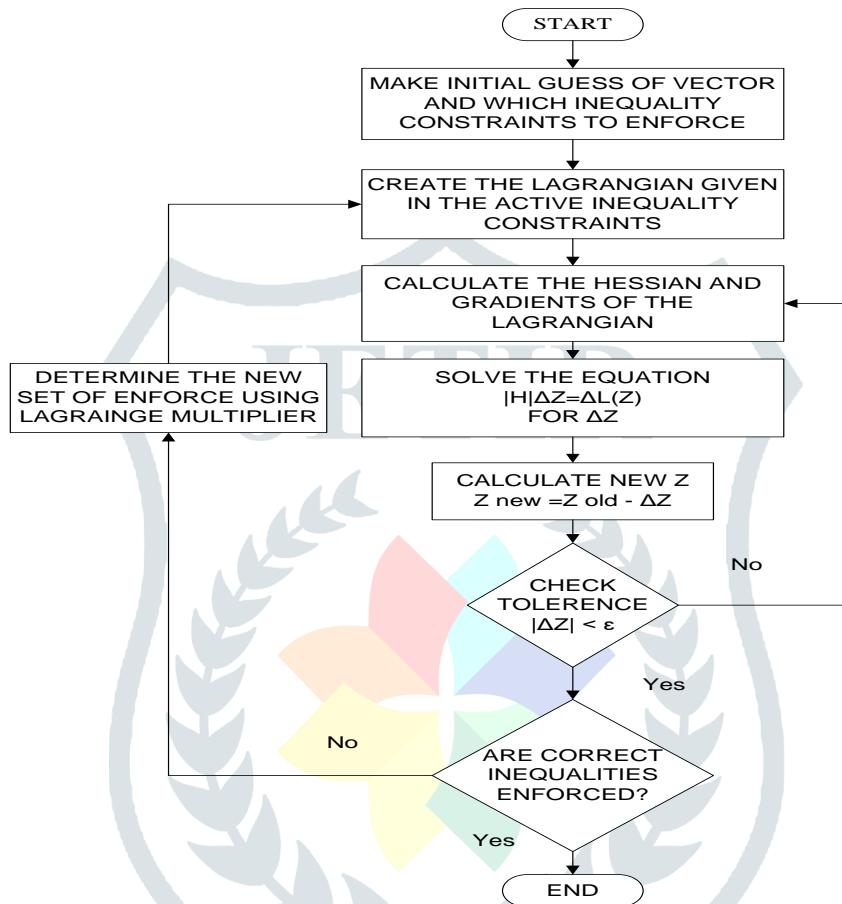 START
MAKE INITIAL GUESS OF VECTOR
AND WHICH INEQUALITY
CONSTRAINTS TO ENFORCE
CREATE THE LAGRANGIAN GIVEN
IN THE ACTIVE INEQUALITY
CONSTRAINTS
CALCULATE THE HESSIAN AND
GRADIENTS OF THE
LAGRANGIAN
JETIR
DETERMINE THE NEW
SET OF ENFORCE USING
LAGRAINGE MULTIPLIER
SOLVE THE EQUATION
|H|ΔZ=ΔL(Z)
FOR ΔZ
CALCULATE NEW Z
Z new =Z old - ΔZ
No
CHECK
TOLERENCE
|ΔZ| < ε
Yes
No
ARE CORRECT
INEQUALITIES
ENFORCED?
Yes
END